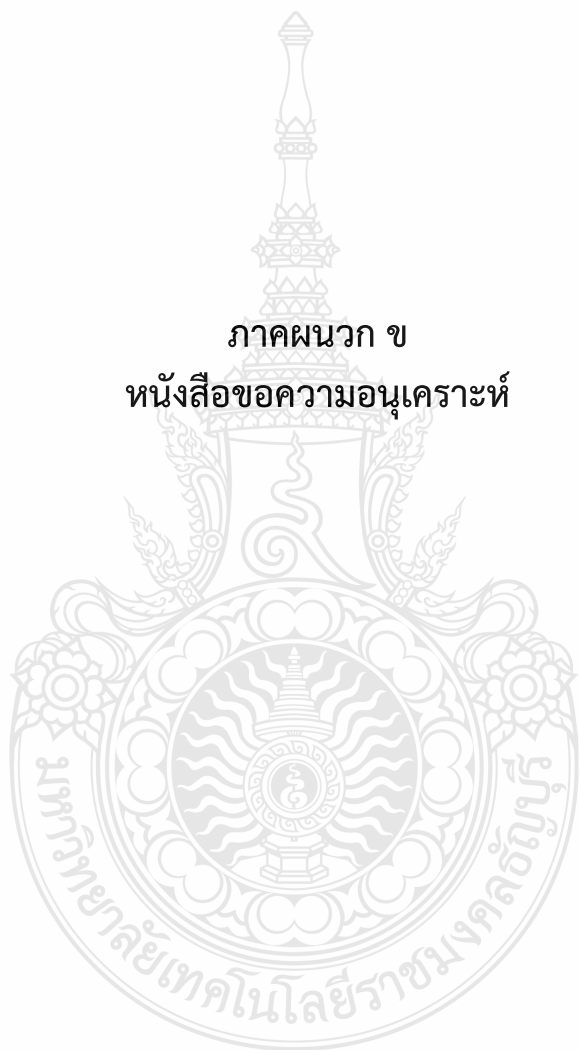 ภาคผนวก ข
หนังสือขอความอนุเคราะห์
มหาวิทยาลัยเทคโนโลยีราชมงคลธัญบุรี